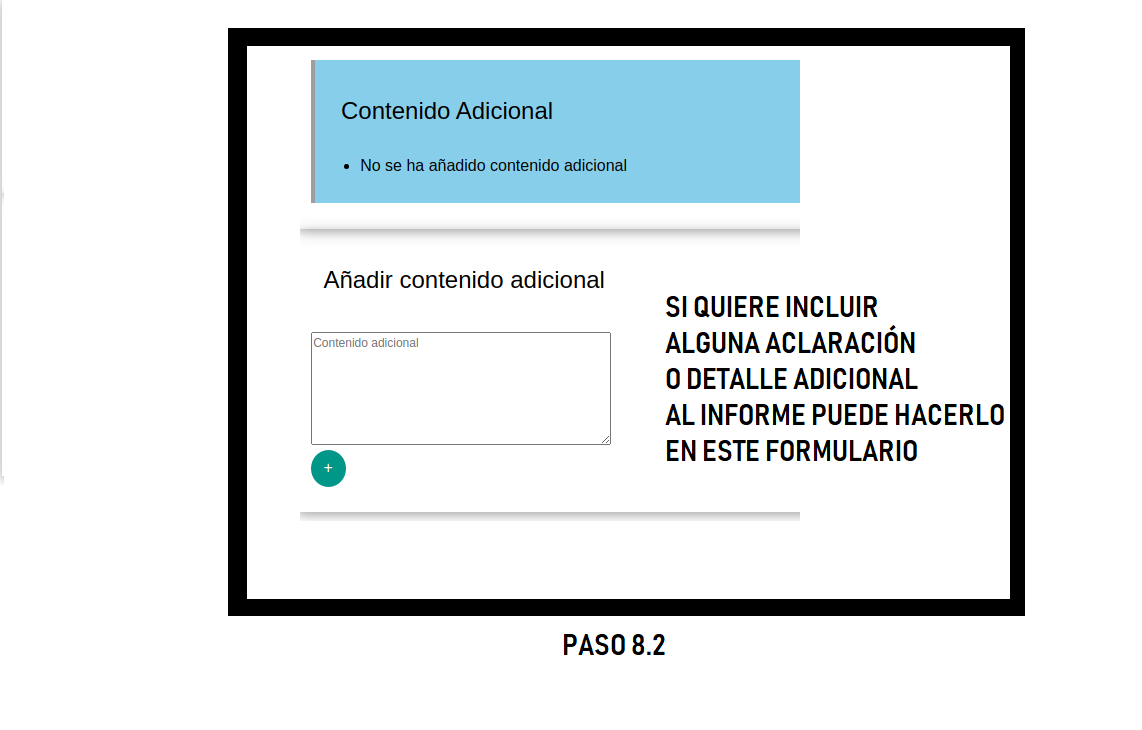 Contenido Adicional
No se ha añadido contenido adicional
Añadir contenido adicional
Contenido adicional
+
SI QUIERE INCLUIR
ALGUNA ACLARACIÓN
O DETALLE ADICIONAL
AL INFORME PUEDE HACERLO
EN ESTE FORMULARIO
PASO 8.2